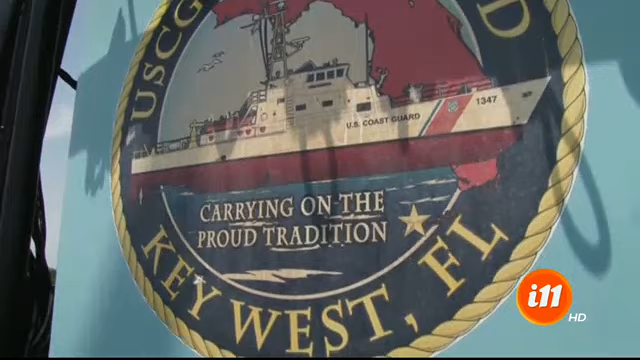 USCG
D
1347
U.S. COAST GUARD
CARRYING ON THE
PROUD TRADITION
KEY WEST, FL
i11
HD